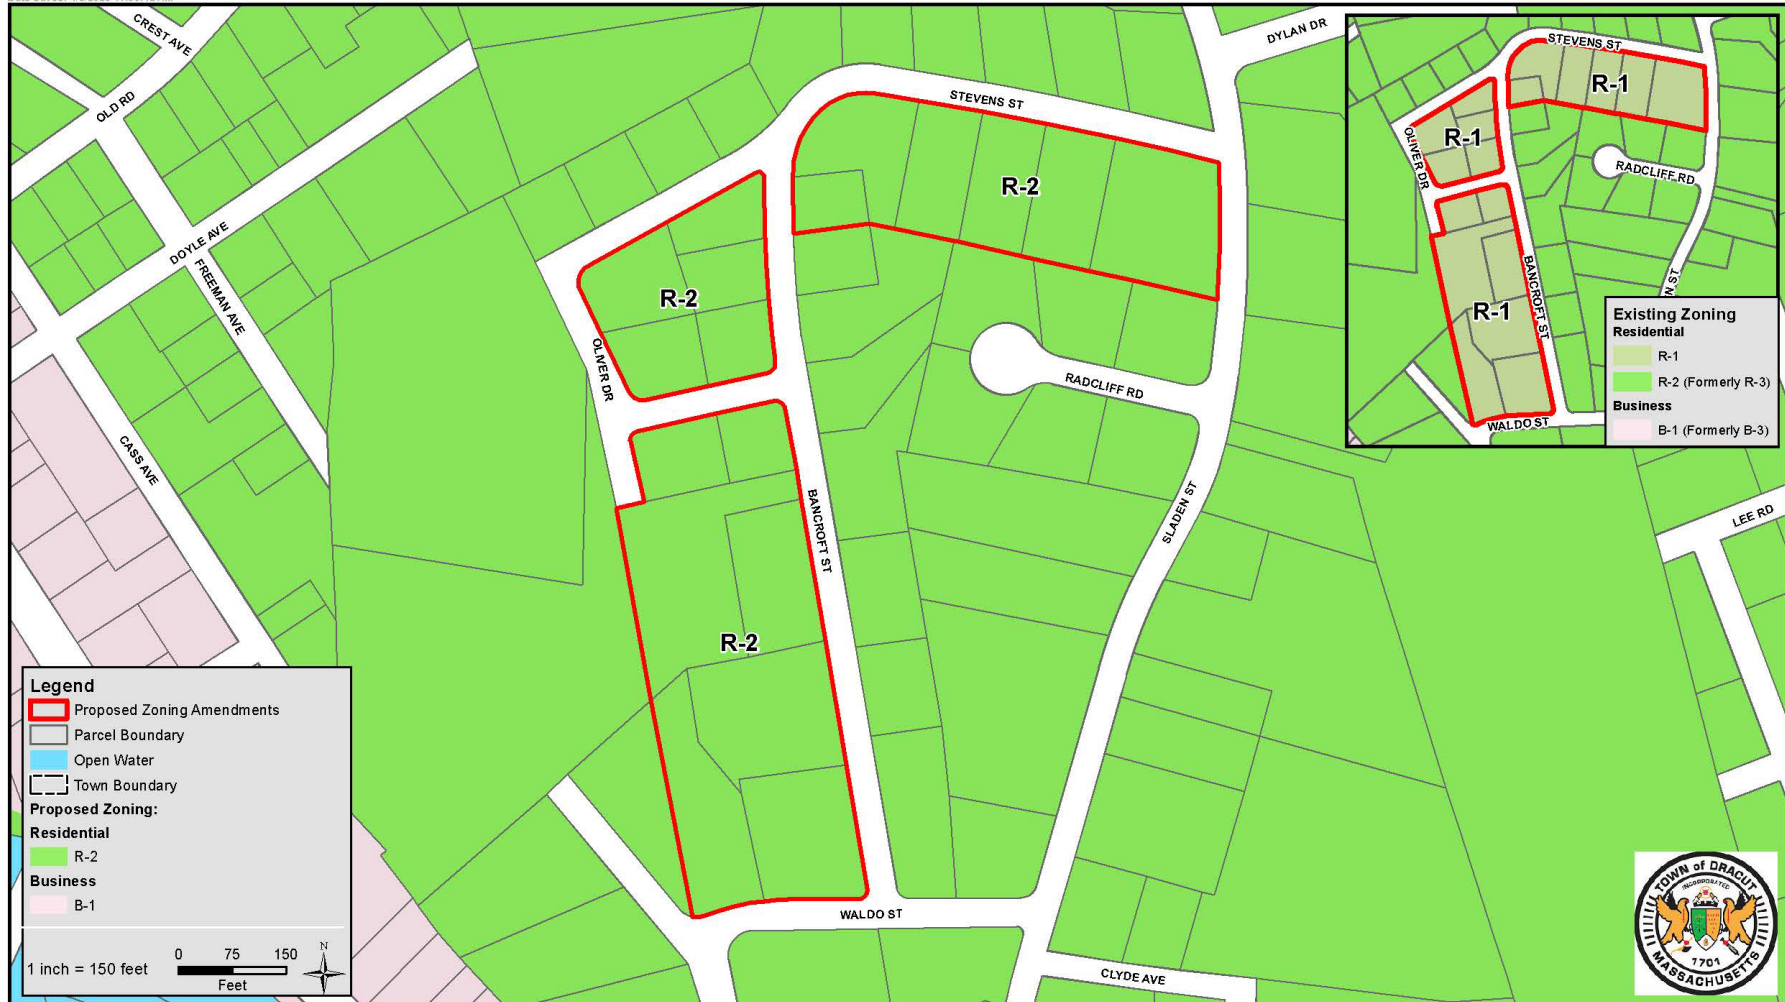 CREST AVE
OLD RD
DOYLE AVE
FREEMAN AVE
CASS AVE
STEVENS ST
DYLAN DR
R-2
R-2
OLIVER DR
RADCLIFF RD
BANCROFT ST
SLADEN ST
LEE RD
R-2
WALDO ST
CLYDE AVE
STEVENS ST
R-1
R-1
OLIVER DR
RADCLIFF RD
BANCROFT ST
N ST
R-1
WALDO ST
Existing Zoning
Residential
R-1
R-2 (Formerly R-3)
Business
B-1 (Formerly B-3)
Legend
Proposed Zoning Amendments
Parcel Boundary
Open Water
Town Boundary
Proposed Zoning:
Residential
R-2
Business
B-1
1 inch = 150 feet
0 75 150
Feet
N
TOWN of DRACUT
INCORPORATED
1701
MASSACHUSETTS